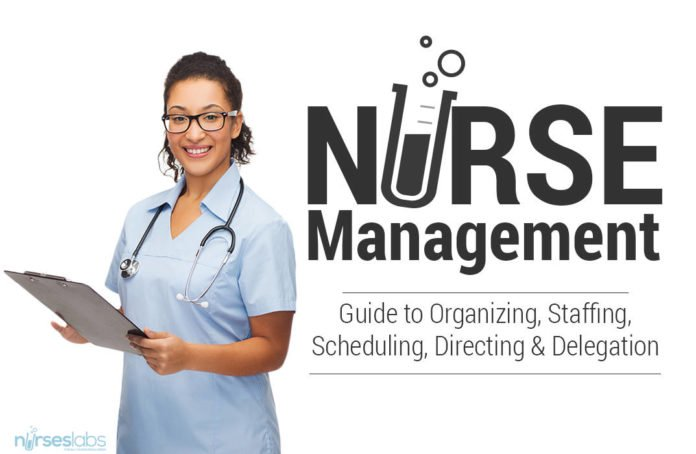 NURSE
Management
Guide to Organizing, Staffing,
Scheduling, Directing & Delegation
nurseslabs